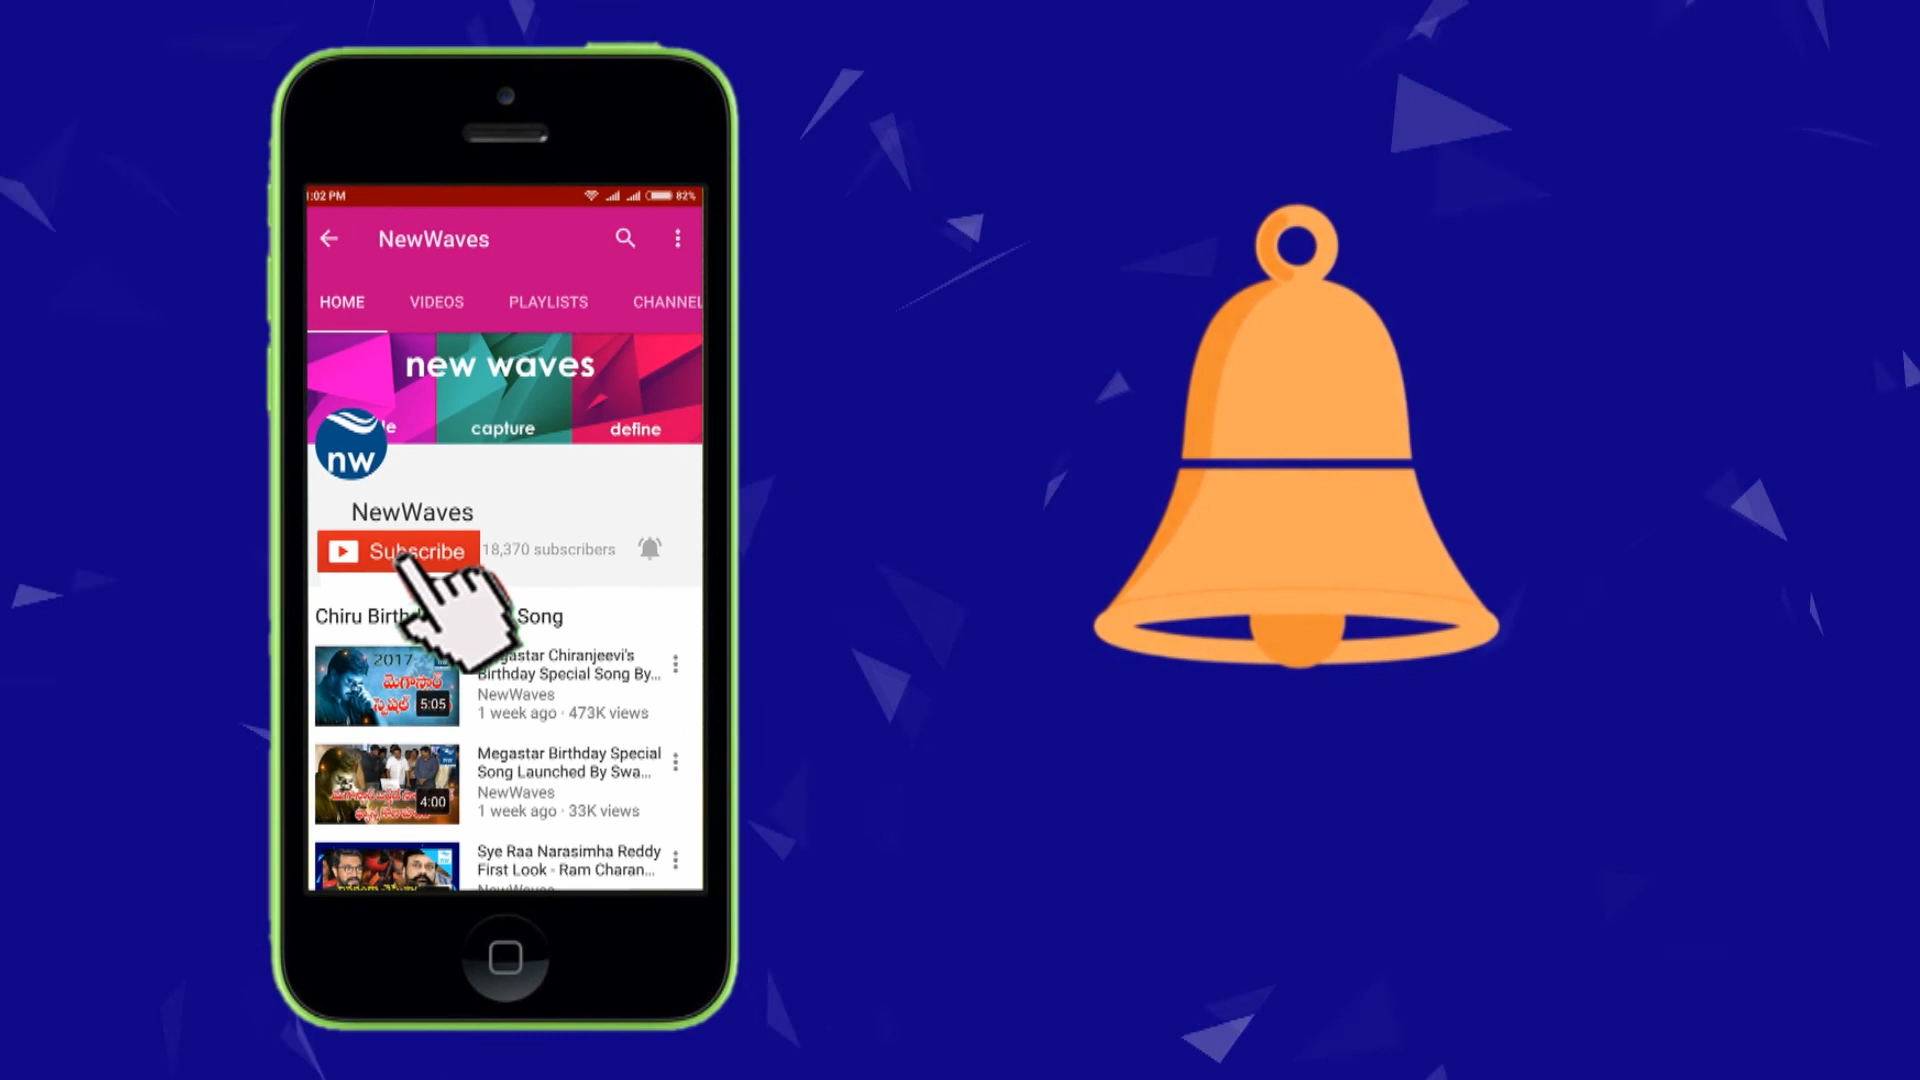 1:02 PM
82%
NewWaves
HOME VIDEOS PLAYLISTS CHANNEL
new waves
capture
define
nw
NewWaves
Subscribe
18,370 subscribers
Chiru Song
2017
మెగాస్టార్
స్పెషల్
5:05
Chiranjeevi's
Birthday Special Song By...
NewWaves
1 week ago · 473K views
4:00
Megastar Birthday Special
Song Launched By Swa...
NewWaves
1 week ago · 33K views
Sye Raa Narasimha Reddy
First Look - Ram Charan...
NewWaves